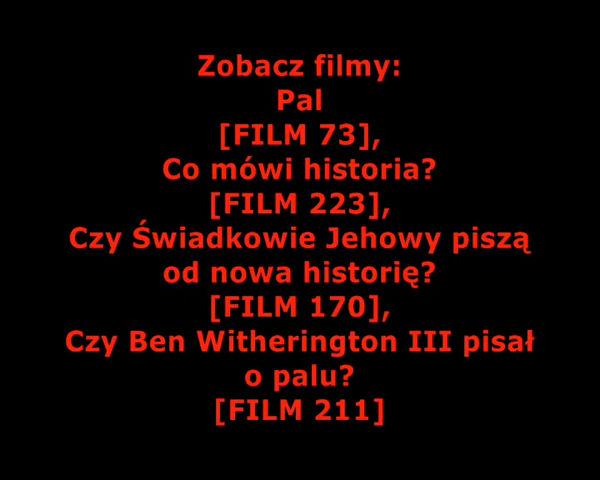 Zobacz filmy:
Pal
[FILM 73],
Co mówi historia?
[FILM 223],
Czy Świadkowie Jehowy piszą
od nowa historię?
[FILM 170],
Czy Ben Witherington III pisał
o palu?
[FILM 211]